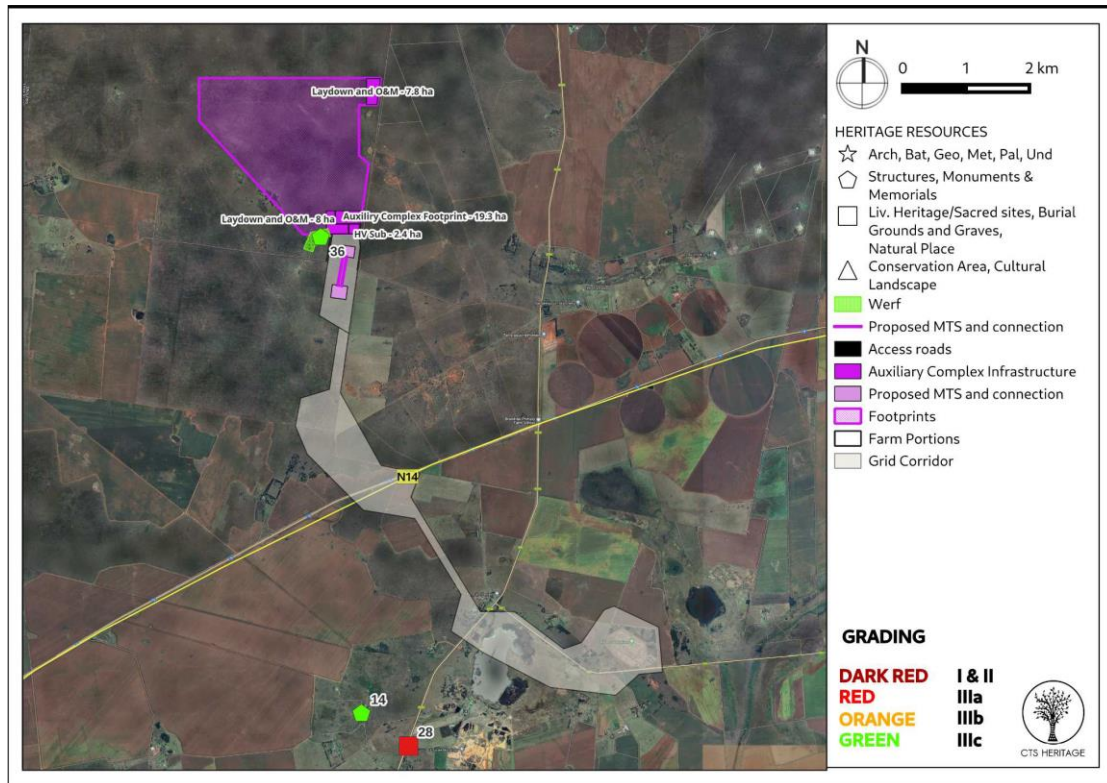 Laydown and O&M - 7.8 ha
Laydown and O&M - 8 ha
Auxiliry Complex Footprint - 19.3 ha
HV Sub - 2.4 ha
36
N14
14
28
N
0 1 2 km
HERITAGE RESOURCES
Arch, Bat, Geo, Met, Pal, Und
Structures, Monuments &
Memorials
Liv. Heritage/Sacred sites, Burial
Grounds and Graves,
Natural Place
Conservation Area, Cultural
Landscape
Werf
Proposed MTS and connection
Access roads
Auxiliary Complex Infrastructure
Proposed MTS and connection
Footprints
Farm Portions
Grid Corridor
GRADING
DARK RED I & II
RED IIIa
ORANGE IIIb
GREEN IIIc
CTS HERITAGE